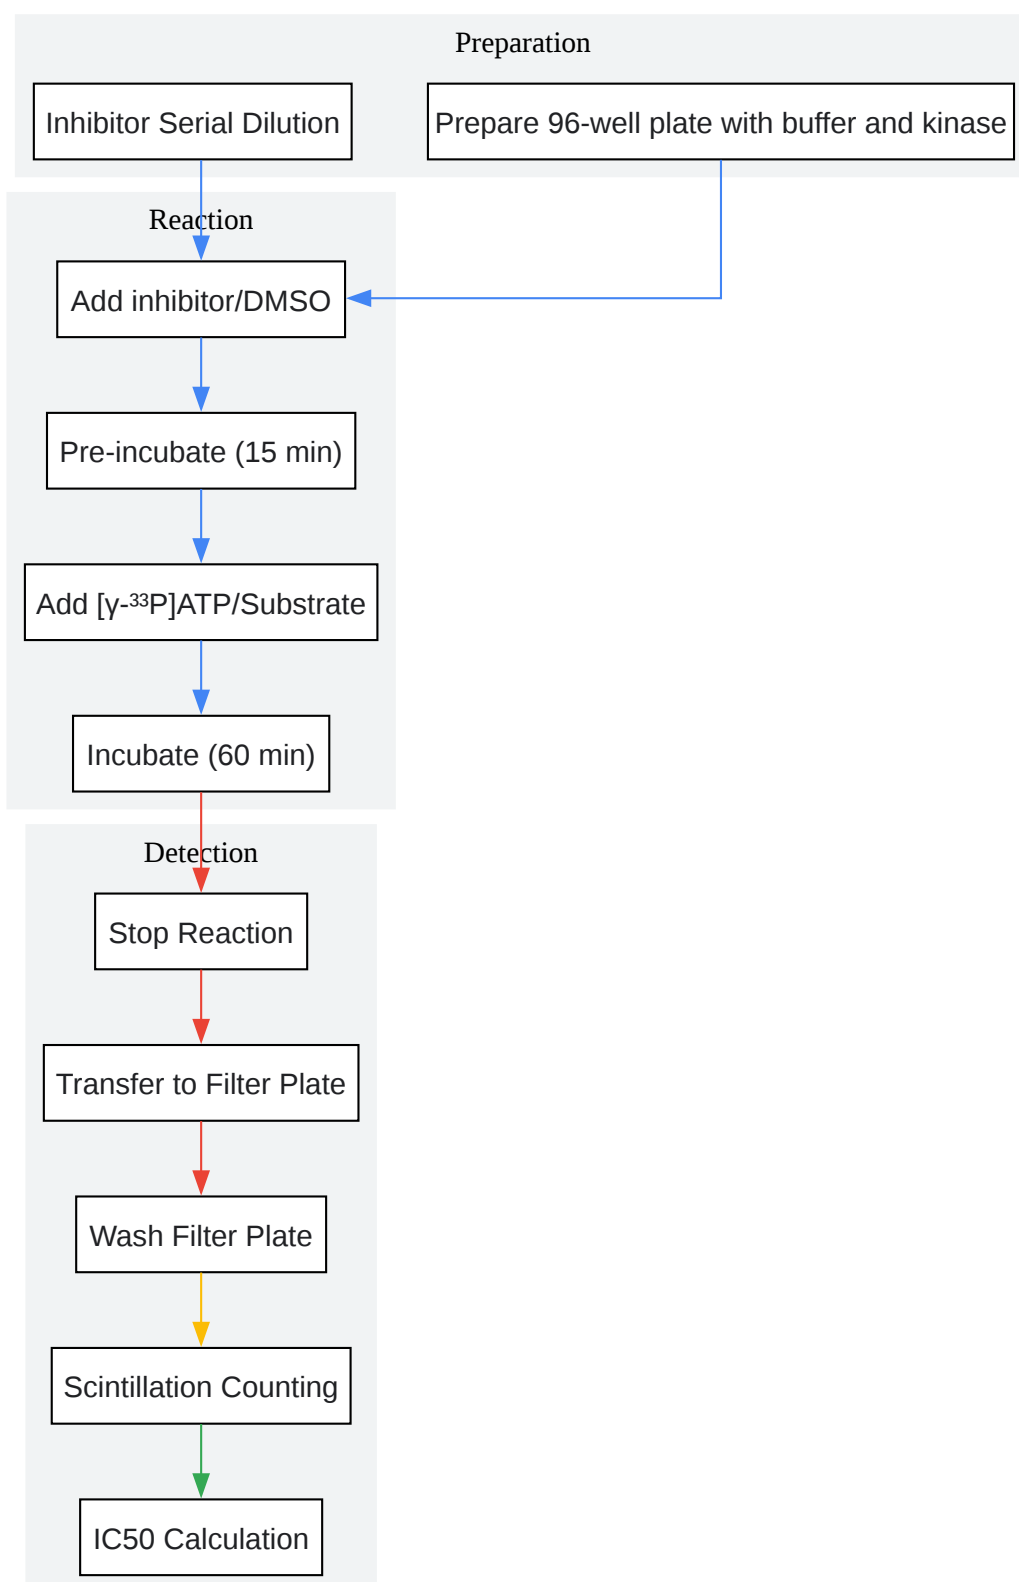 Preparation
Inhibitor Serial Dilution
Prepare 96-well plate with buffer and kinase
Reaction
Add inhibitor/DMSO
Pre-incubate (15 min)
Add [γ-³³P]ATP/Substrate
Incubate (60 min)
Detection
Stop Reaction
Transfer to Filter Plate
Wash Filter Plate
Scintillation Counting
IC50 Calculation